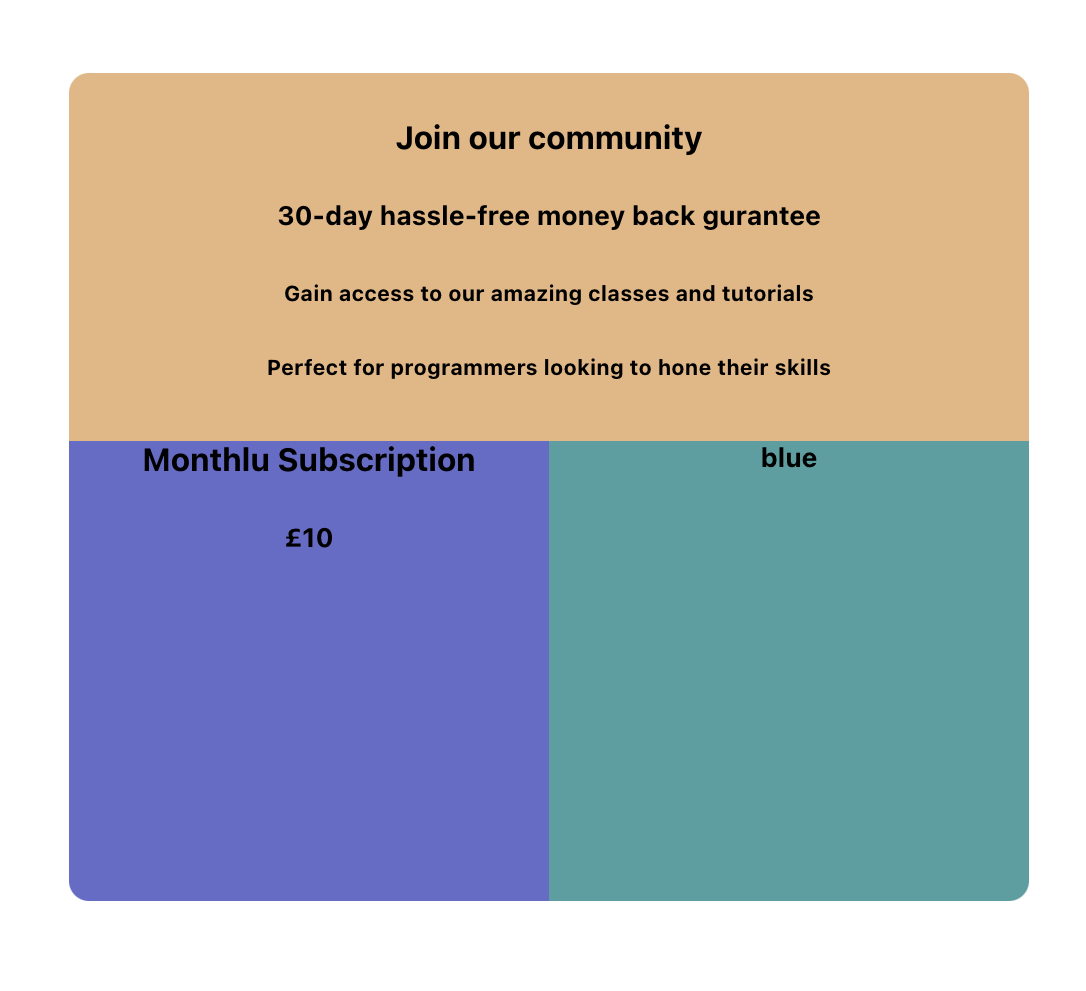 Join our community
30-day hassle-free money back gurantee
Gain access to our amazing classes and tutorials
Perfect for programmers looking to hone their skills
Monthlu Subscription
£10
blue